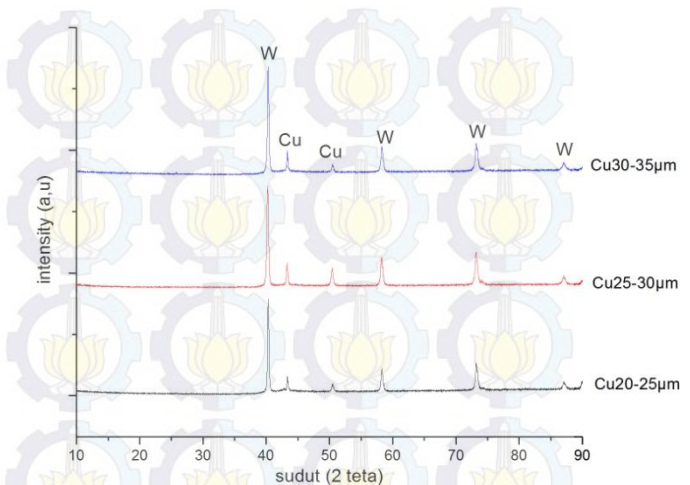 W
Cu
Cu
W
W
W
Cu30-35µm
Cu25-30µm
Cu20-25µm
intensity (a,u)
10 20 30 40 50 60 70 80 90
sudut (2 teta)